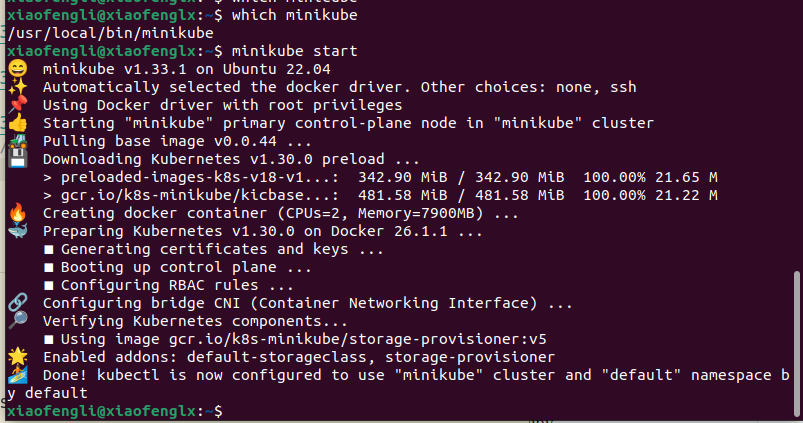 xiaofengli@xiaofenglx:~$ which minikube
/usr/local/bin/minikube
xiaofengli@xiaofenglx:~$ minikube start
minikube v1.33.1 on Ubuntu 22.04
Automatically selected the docker driver. Other choices: none, ssh
Using Docker driver with root privileges
Starting "minikube" primary control-plane node in "minikube" cluster
Pulling base image v0.0.44 ...
Downloading Kubernetes v1.30.0 preload ...
> preloaded-images-k8s-v18-v1...: 342.90 MiB / 342.90 MiB 100.00% 21.65 M
> gcr.io/k8s-minikube/kicbase...: 481.58 MiB / 481.58 MiB 100.00% 21.22 M
Creating docker container (CPUs=2, Memory=7900MB) ...
Preparing Kubernetes v1.30.0 on Docker 26.1.1 ...
▪ Generating certificates and keys ...
▪ Booting up control plane ...
▪ Configuring RBAC rules ...
Configuring bridge CNI (Container Networking Interface) ...
Verifying Kubernetes components...
▪ Using image gcr.io/k8s-minikube/storage-provisioner:v5
Enabled addons: default-storageclass, storage-provisioner
Done! kubectl is now configured to use "minikube" cluster and "default" namespace b
y default
xiaofengli@xiaofenglx:~$